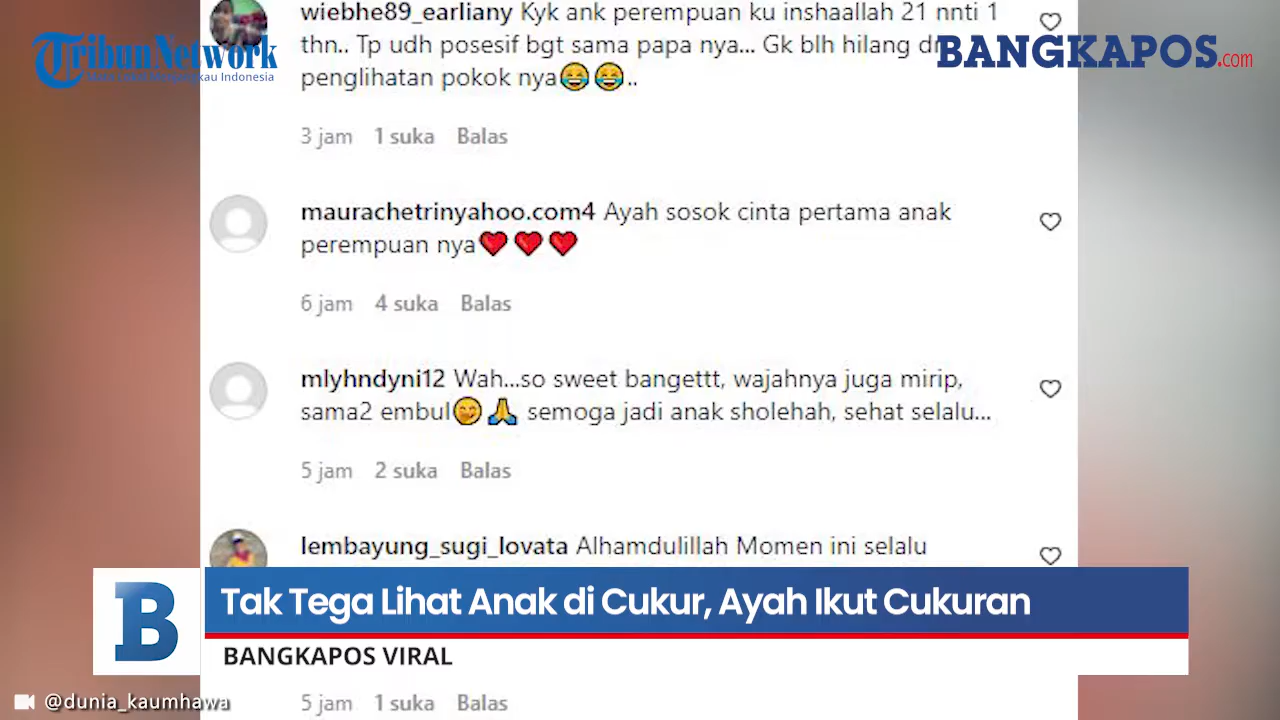 wiebhe89_earliany Kyk ank perempuan ku inshaallah 21 nnti 1
thn.. Tp udh posesif bgt sama papa nya... Gk blh hilang
penglihatan pokok nya😂😂..
TribunNetwork
Indonesia
BANGKAPOS.com
3 jam 1 suka Balas
maurachetrinyahoo.com4 Ayah sosok cinta pertama anak
perempuan nya❤❤❤
6 jam 4 suka Balas
mlyhndyni12 Wah...so sweet bangettt, wajahnya juga mirip,
sama2 embul😋🙏 semoga jadi anak sholehah, sehat selalu...
5 jam 2 suka Balas
lembayung_sugi_lovata Alhamdulillah Momen ini selalu
B
Tak Tega Lihat Anak di Cukur, Ayah Ikut Cukuran
BANGKAPOS VIRAL
@dunia_kaumhawa
5 jam 1 suka Balas